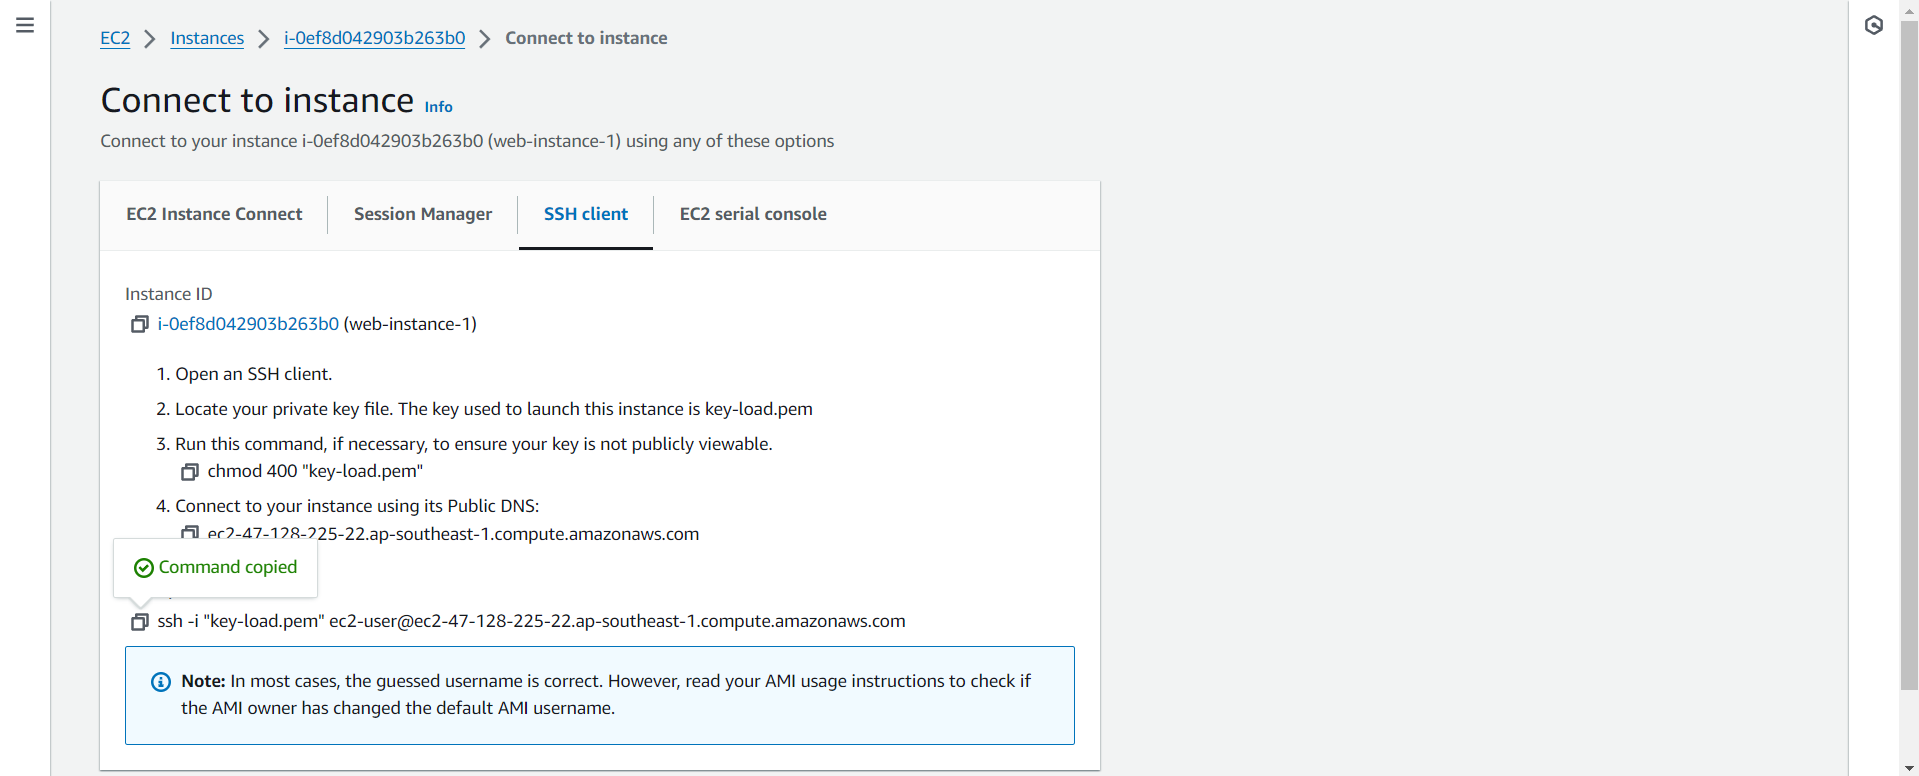 EC2 Instances i-0ef8d042903b263b0 Connect to instance
Connect to instance Info
Connect to your instance i-0ef8d042903b263b0 (web-instance-1) using any of these options
EC2 Instance Connect Session Manager SSH client EC2 serial console
Instance ID
i-0ef8d042903b263b0 (web-instance-1)
1. Open an SSH client.
2. Locate your private key file. The key used to launch this instance is key-load.pem
3. Run this command, if necessary, to ensure your key is not publicly viewable.
chmod 400 "key-load.pem"
4. Connect to your instance using its Public DNS:
ec2-47-128-225-22.ap-southeast-1.compute.amazonaws.com
Command copied
ssh -i "key-load.pem" ec2-user@ec2-47-128-225-22.ap-southeast-1.compute.amazonaws.com
Note: In most cases, the guessed username is correct. However, read your AMI usage instructions to check if
the AMI owner has changed the default AMI username.